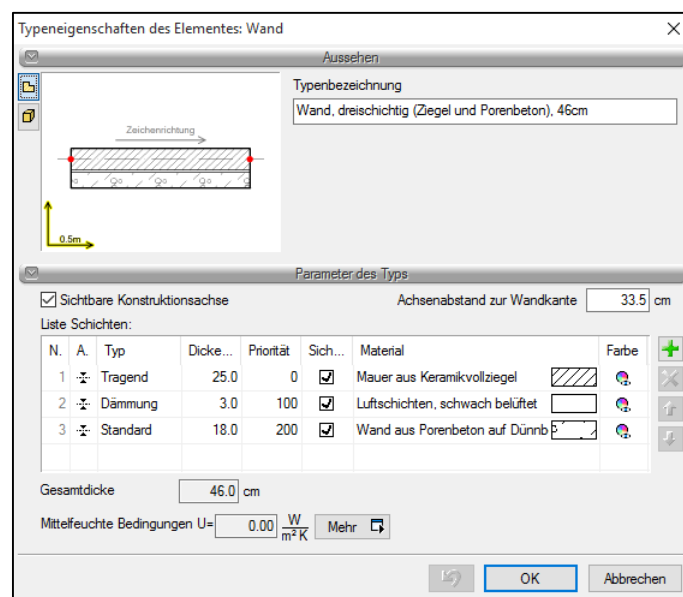 Typeneigenschaften des Elementes: Wand
Aussehen
Typenbezeichnung
Wand, dreischichtig (Ziegel und Porenbeton), 46cm
Zeichenrichtung
0.5m
Parameter des Typs
Sichtbare Konstruktionsachse Achsenabstand zur Wandkante 33.5 cm
Liste Schichten:
N. A. Typ Dicke... Priorität Sich... Material Farbe
1 Tragend 25.0 0 Mauer aus Keramikvollziegel
2 Dämmung 3.0 100 Luftschichten, schwach belüftet
3 Standard 18.0 200 Wand aus Porenbeton auf Dünnb
Gesamtdicke 46.0 cm
Mittelfeuchte Bedingungen U= 0.00 W/m²K Mehr
OK Abbrechen